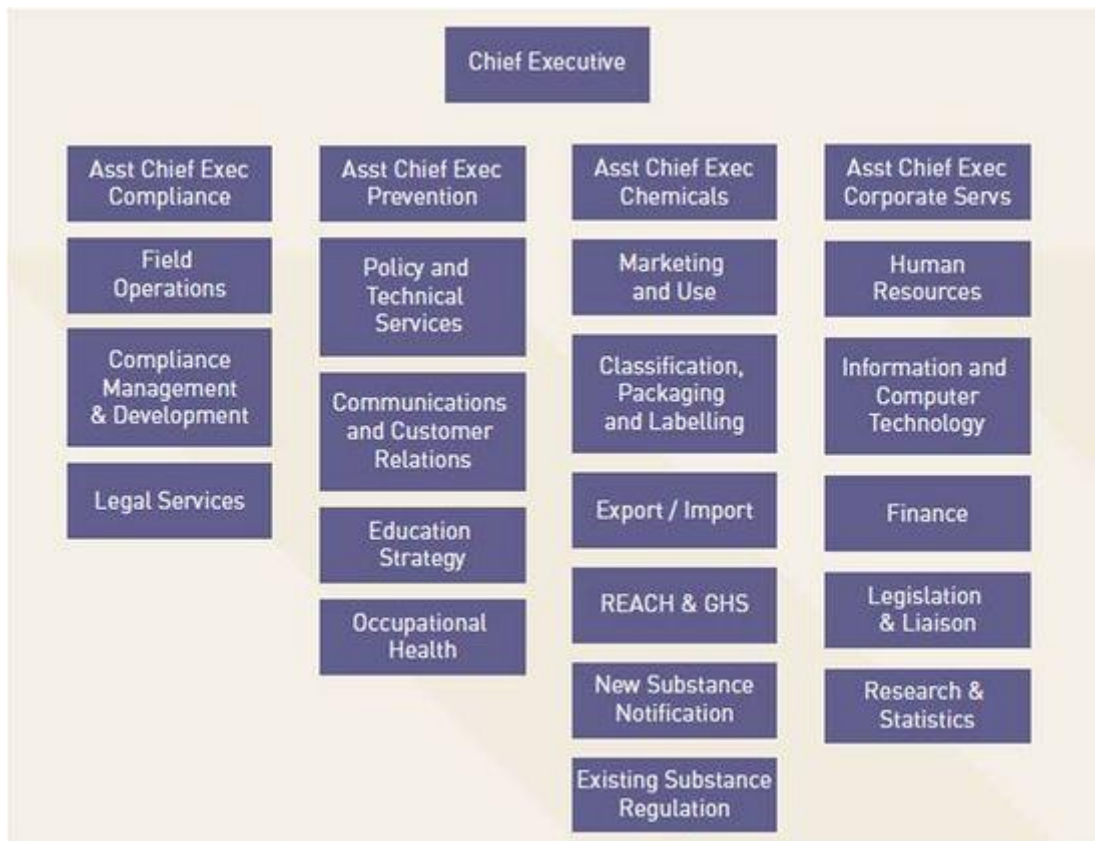 Chief Executive
Asst Chief Exec
Compliance
Field
Operations
Compliance
Management
& Development
Legal Services
Asst Chief Exec
Prevention
Policy and
Technical
Services
Communications
and Customer
Relations
Education
Strategy
Occupational
Health
Asst Chief Exec
Chemicals
Marketing
and Use
Classification,
Packaging
and Labelling
Export / Import
REACH & GHS
New Substance
Notification
Existing Substance
Regulation
Asst Chief Exec
Corporate Servs
Human
Resources
Information and
Computer
Technology
Finance
Legislation
& Liaison
Research &
Statistics